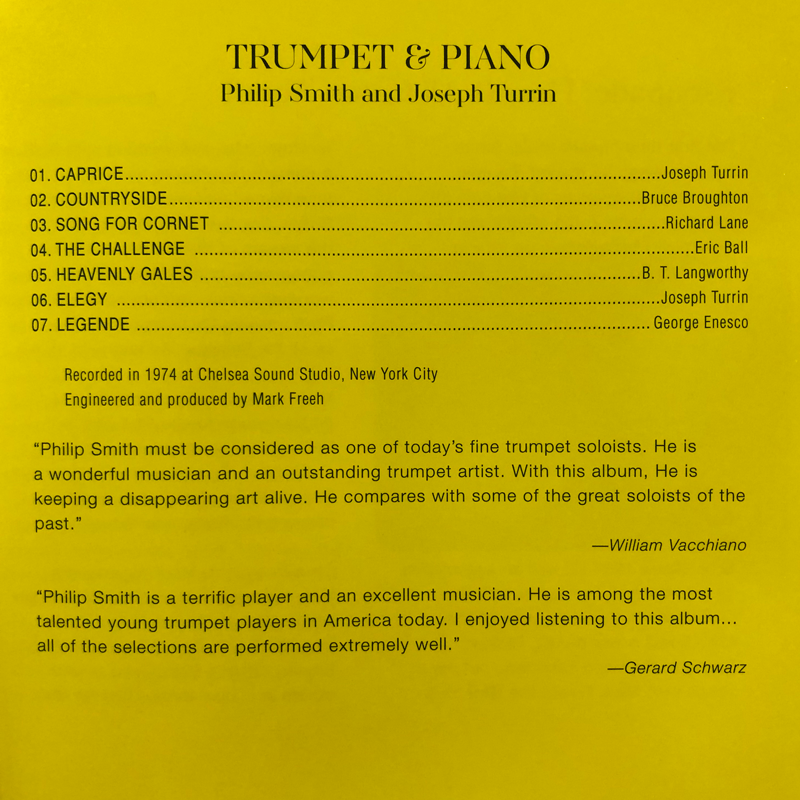 TRUMPET & PIANO
Philip Smith and Joseph Turrin
01. CAPRICE..........Joseph Turrin
02. COUNTRYSIDE..........Bruce Broughton
03. SONG FOR CORNET ..........Richard Lane
04. THE CHALLENGE ..........Eric Ball
05. HEAVENLY GALES ..........B. T. Langworthy
06. ELEGY ..........Joseph Turrin
07. LEGENDE .......... George Enesco
Recorded in 1974 at Chelsea Sound Studio, New York City
Engineered and produced by Mark Freeh
“Philip Smith must be considered as one of today’s fine trumpet soloists. He is
a wonderful musician and an outstanding trumpet artist. With this album, He is
keeping a disappearing art alive. He compares with some of the great soloists of the
past.”
—William Vacchiano
“Philip Smith is a terrific player and an excellent musician. He is among the most
talented young trumpet players in America today. I enjoyed listening to this album...
all of the selections are performed extremely well.”
—Gerard Schwarz